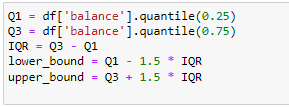 Q1 = df['balance'].quantile(0.25)
Q3 = df['balance'].quantile(0.75)
IQR = Q3 - Q1
lower_bound = Q1 - 1.5 * IQR
upper_bound = Q3 + 1.5 * IQR